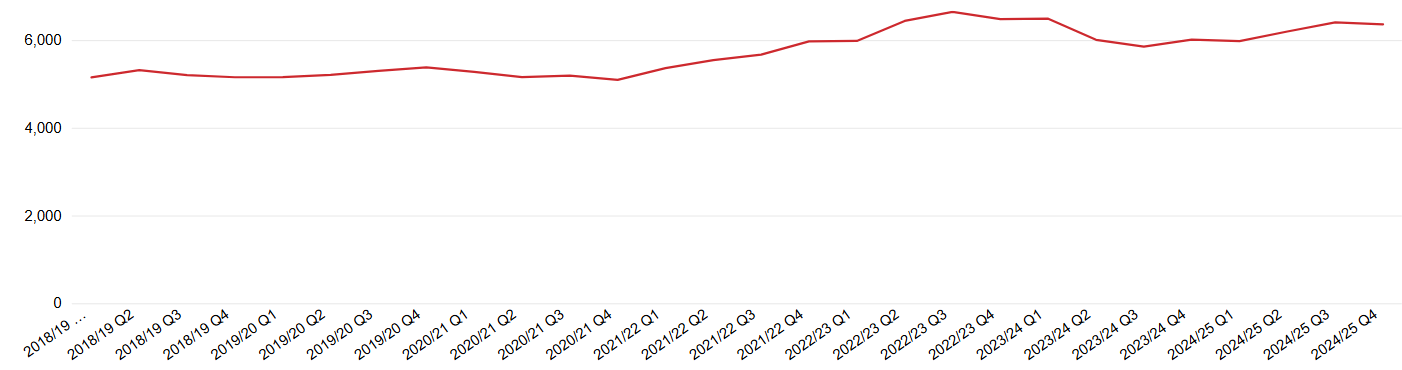 6,000
4,000
2,000
0
2018/19 ...
2018/19 Q2
2018/19 Q3
2018/19 Q4
2019/20 Q1
2019/20 Q2
2019/20 Q3
2019/20 Q4
2020/21 Q1
2020/21 Q2
2020/21 Q3
2020/21 Q4
2021/22 Q1
2021/22 Q2
2021/22 Q3
2021/22 Q4
2022/23 Q1
2022/23 Q2
2022/23 Q3
2022/23 Q4
2023/24 Q1
2023/24 Q2
2023/24 Q3
2023/24 Q4
2024/25 Q1
2024/25 Q2
2024/25 Q3
2024/25 Q4